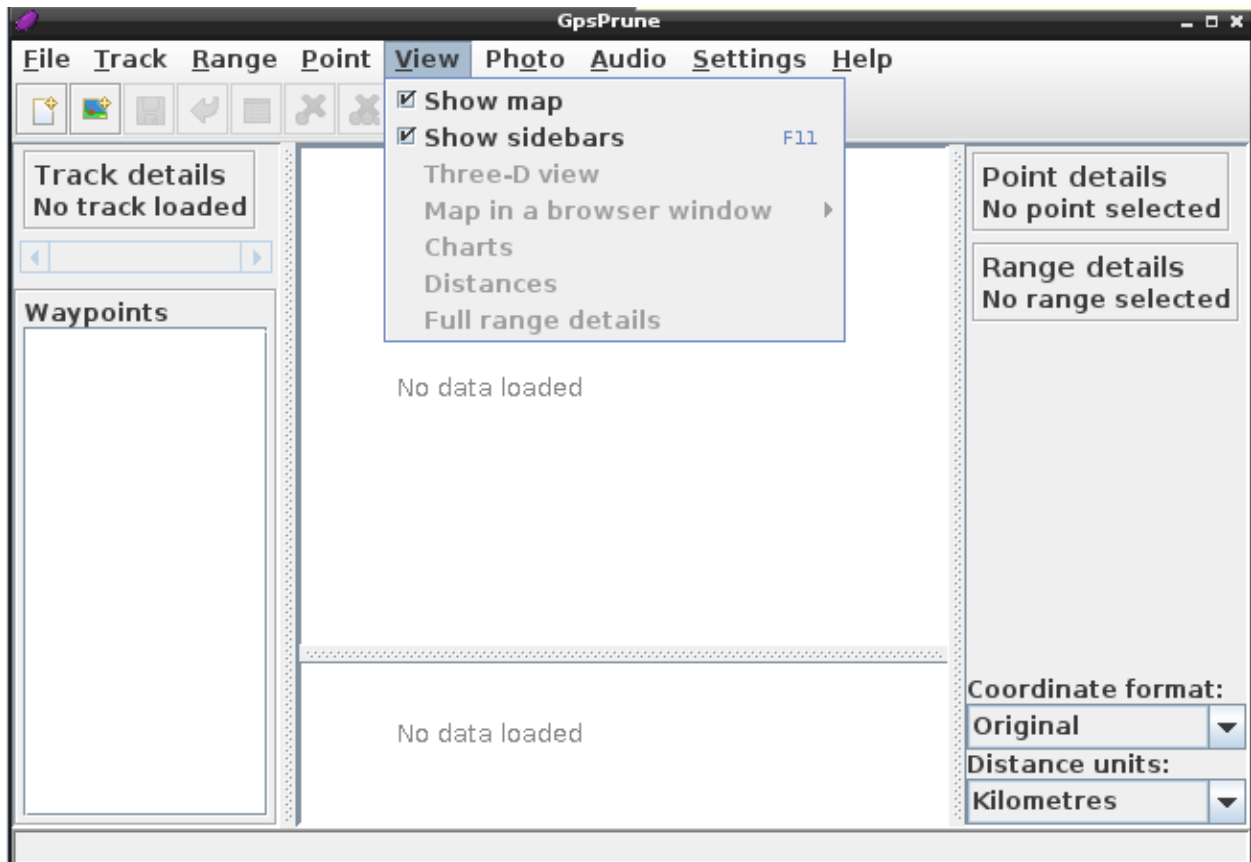 GpsPrune
File Track Range Point View Photo Audio Settings Help
Show map
Show sidebars F11
Three-D view
Map in a browser window
Charts
Distances
Full range details
Track details
No track loaded
Waypoints
No data loaded
No data loaded
Point details
No point selected
Range details
No range selected
Coordinate format:
Original
Distance units:
Kilometres